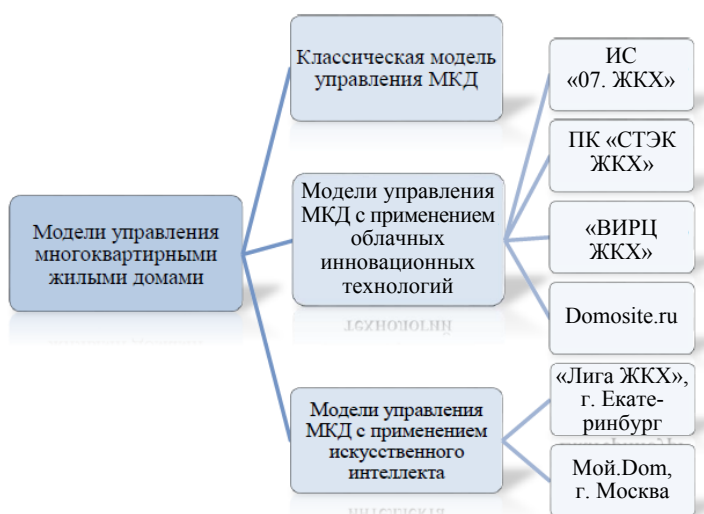 Модели управления
многоквартирными
жилыми домами
Классическая модель
управления МКД
Модели управления
МКД с применением
облачных
инновационных
технологий
ИС
«07. ЖКХ»
ПК «СТЭК
ЖКХ»
«ВИРЦ
ЖКХ»
Domosite.ru
Модели управления
МКД с применением
искусственного
интеллекта
«Лига ЖКХ»,
г. Екате-
ринбург
Мой.Dom,
г. Москва